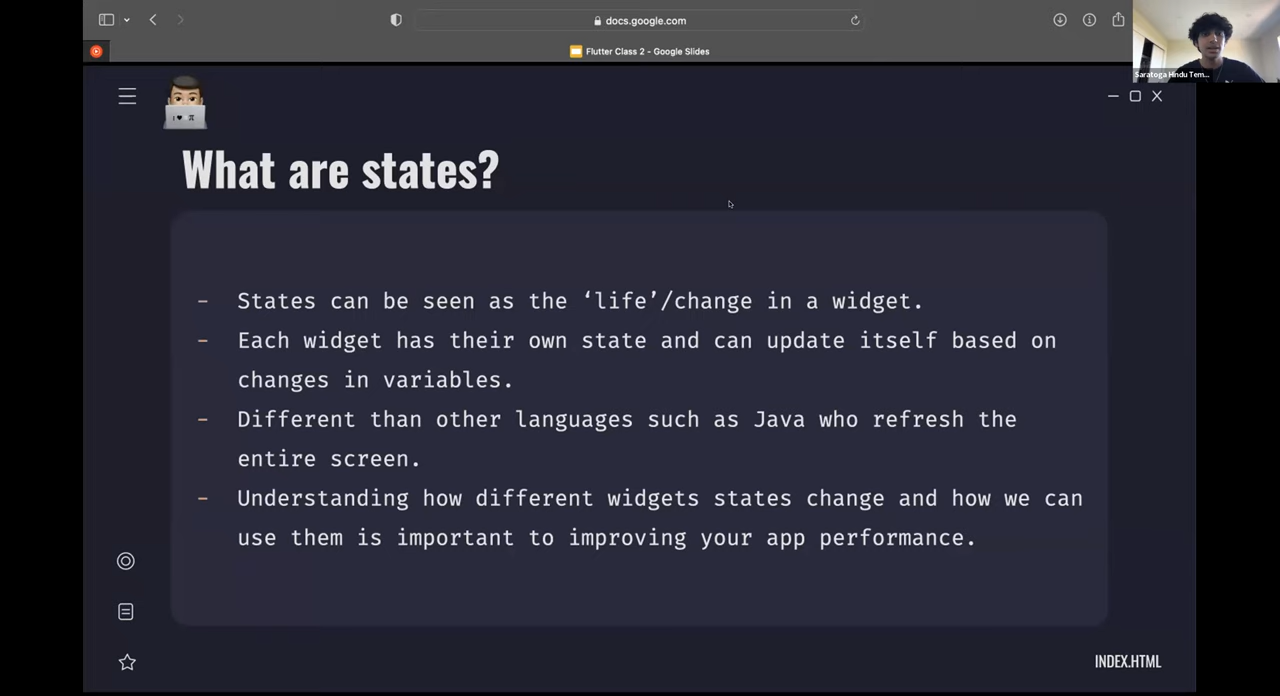 docs.google.com
Flutter Class 2 - Google Slides
Saratoga Hindu Tem...
I ♥ π
What are states?
- States can be seen as the ‘life’/change in a widget.
- Each widget has their own state and can update itself based on
changes in variables.
- Different than other languages such as Java who refresh the
entire screen.
- Understanding how different widgets states change and how we can
use them is important to improving your app performance.
INDEX.HTML